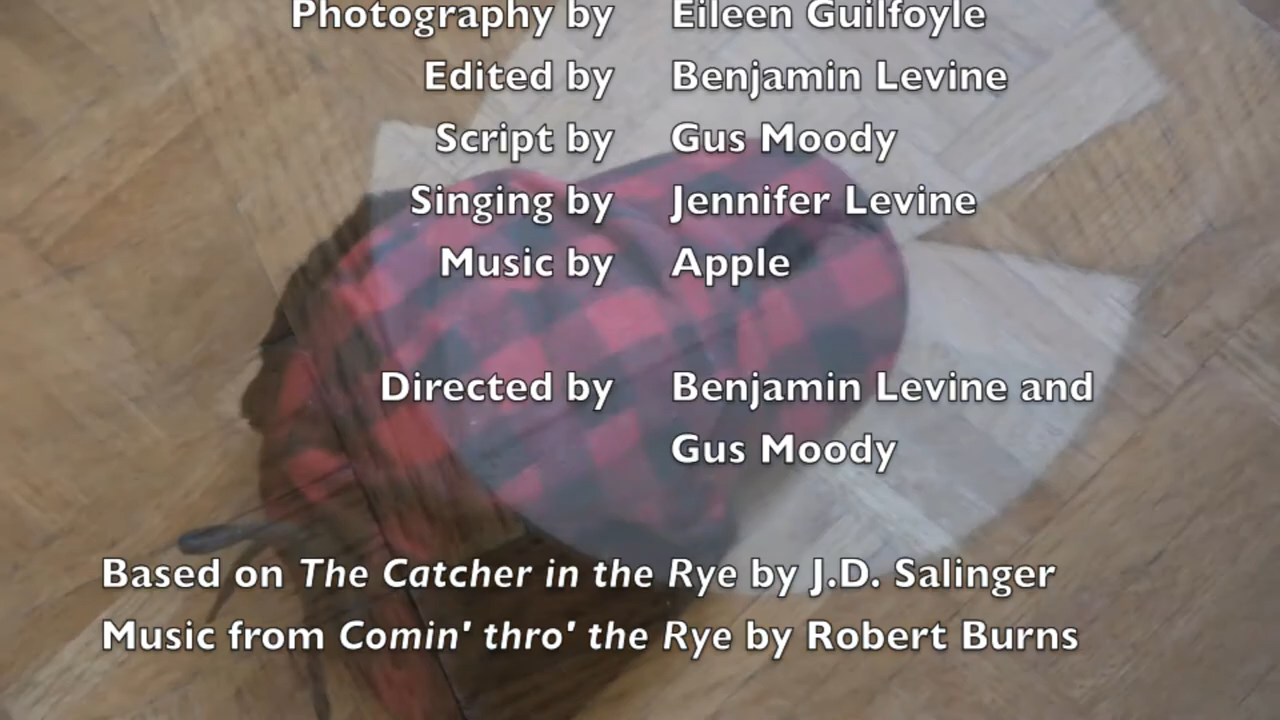 Photography by Eileen Guilfoyle
Edited by Benjamin Levine
Script by Gus Moody
Singing by Jennifer Levine
Music by Apple
Directed by Benjamin Levine and
Gus Moody
Based on The Catcher in the Rye by J.D. Salinger
Music from Comin' thro' the Rye by Robert Burns